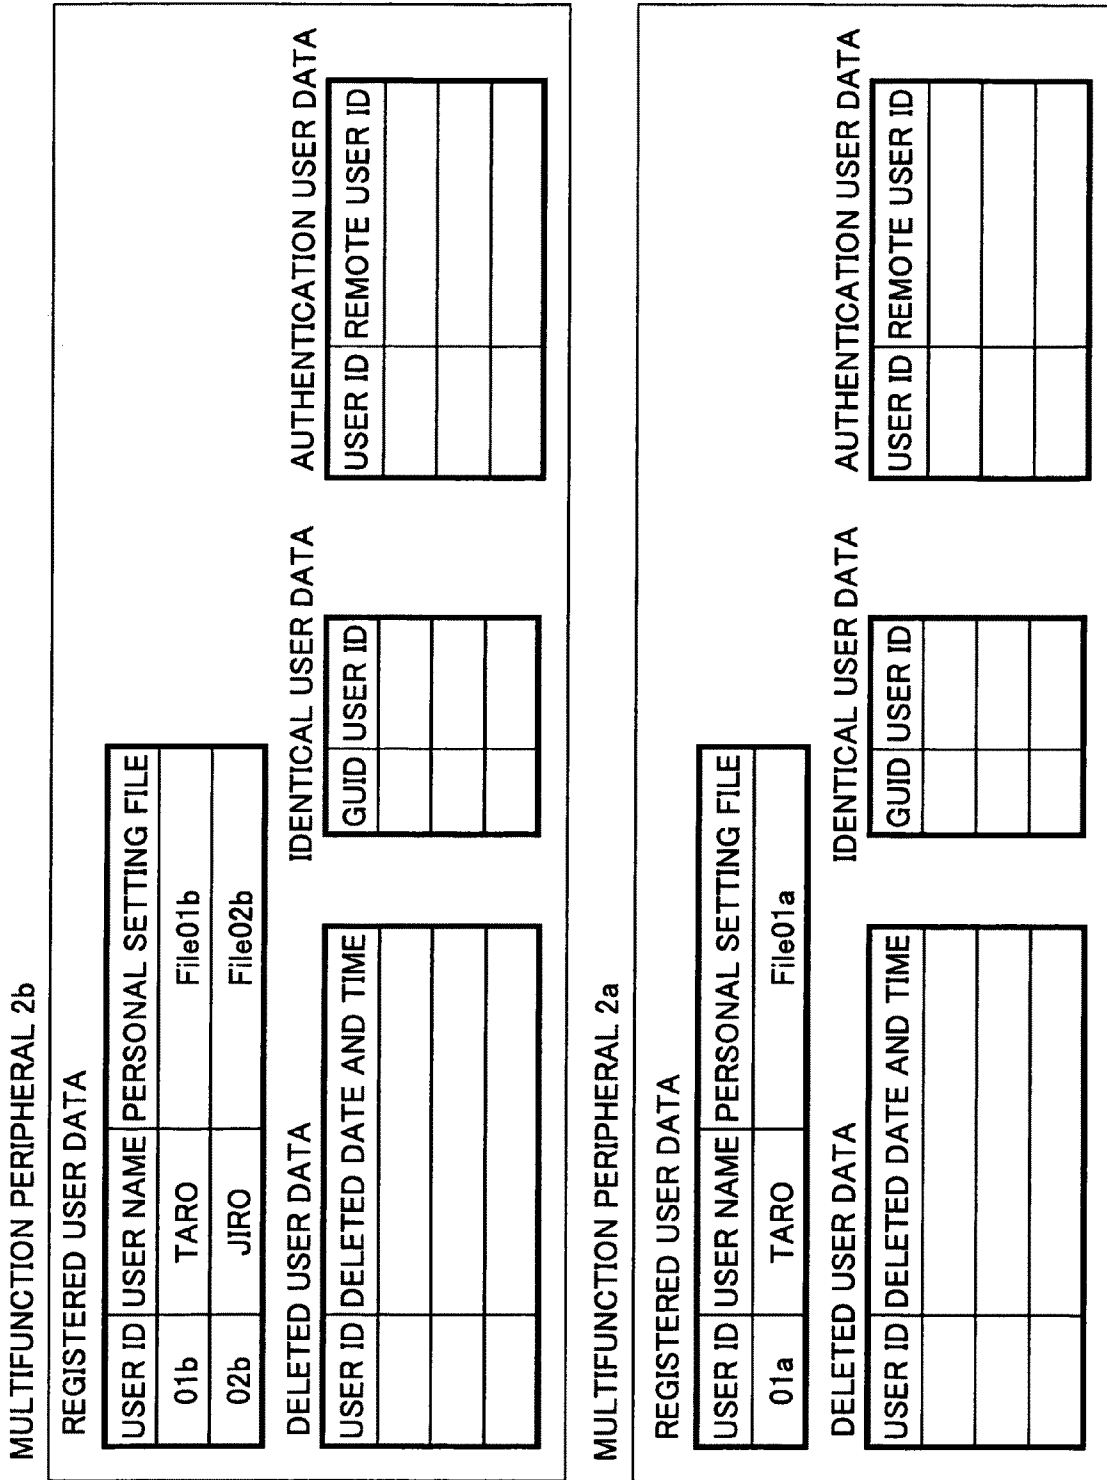 MULTIFUNCTION PERIPHERAL 2b
REGISTERED USER DATA
USER ID USER NAME PERSONAL SETTING FILE
01b TARO File01b
02b JIRO File02b
DELETED USER DATA IDENTICAL USER DATA AUTHENTICATION USER DATA
USER ID DELETED DATE AND TIME GUID USER ID USER ID REMOTE USER ID
MULTIFUNCTION PERIPHERAL 2a
REGISTERED USER DATA
USER ID USER NAME PERSONAL SETTING FILE
01a TARO File01a
DELETED USER DATA IDENTICAL USER DATA AUTHENTICATION USER DATA
USER ID DELETED DATE AND TIME GUID USER ID USER ID REMOTE USER ID